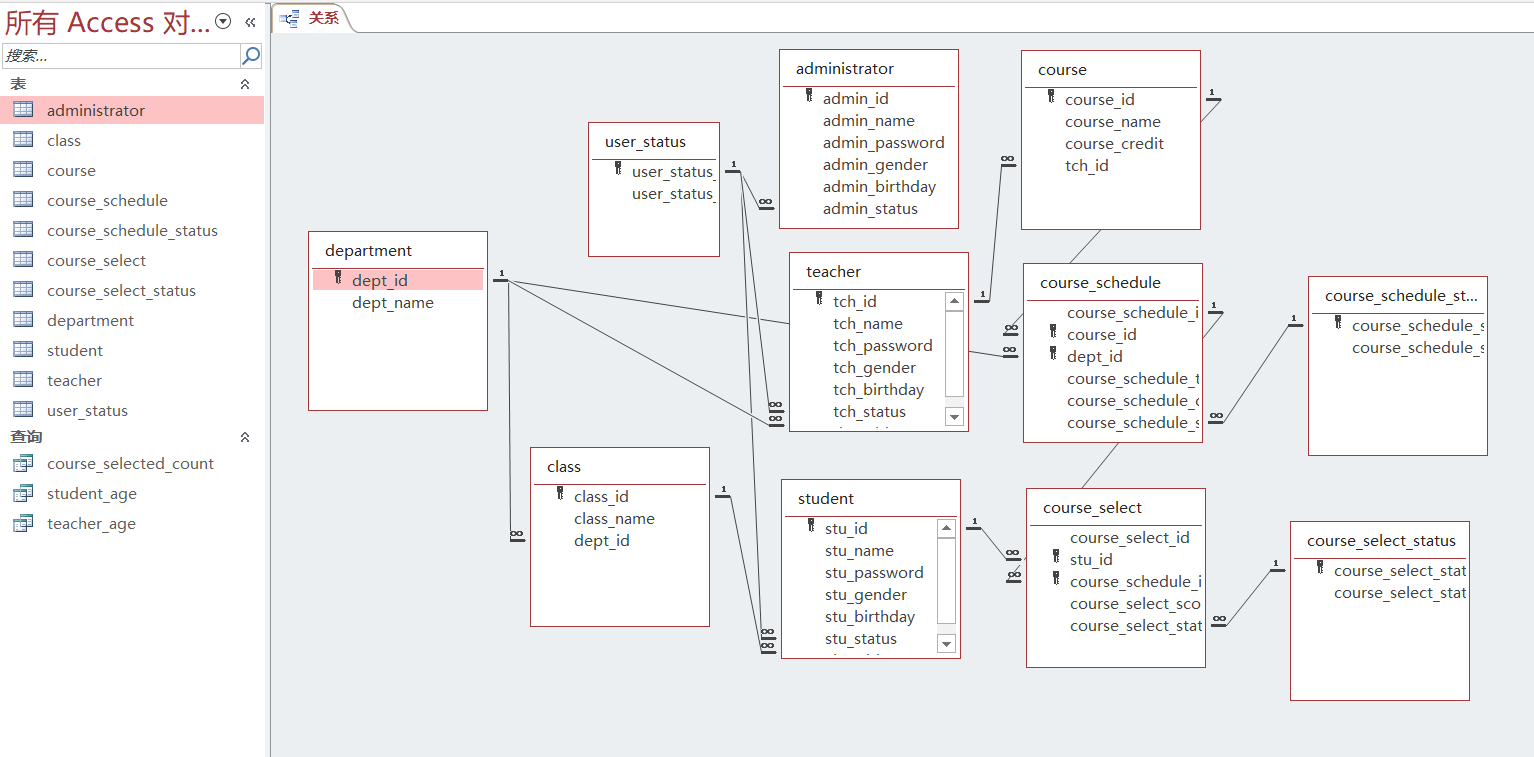 所有 Access 对...
搜索...
表
administrator
class
course
course_schedule
course_schedule_status
course_select
course_select_status
department
student
teacher
user_status
查询
course_selected_count
student_age
teacher_age
关系
department
dept_id
dept_name
user_status
user_status_
user_status_
administrator
admin_id
admin_name
admin_password
admin_gender
admin_birthday
admin_status
course
course_id
course_name
course_credit
tch_id
teacher
tch_id
tch_name
tch_password
tch_gender
tch_birthday
tch_status
course_schedule
course_schedule_i
course_id
dept_id
course_schedule_t
course_schedule_c
course_schedule_s
course_schedule_st...
course_schedule_s
course_schedule_s
class
class_id
class_name
dept_id
student
stu_id
stu_name
stu_password
stu_gender
stu_birthday
stu_status
course_select
course_select_id
stu_id
course_schedule_i
course_select_sco
course_select_stat
course_select_status
course_select_stat
course_select_stat
1
∞
∞
∞
1
∞
∞
∞
1
∞
1
∞
1
∞
1
∞
1
∞
1
∞
1
∞